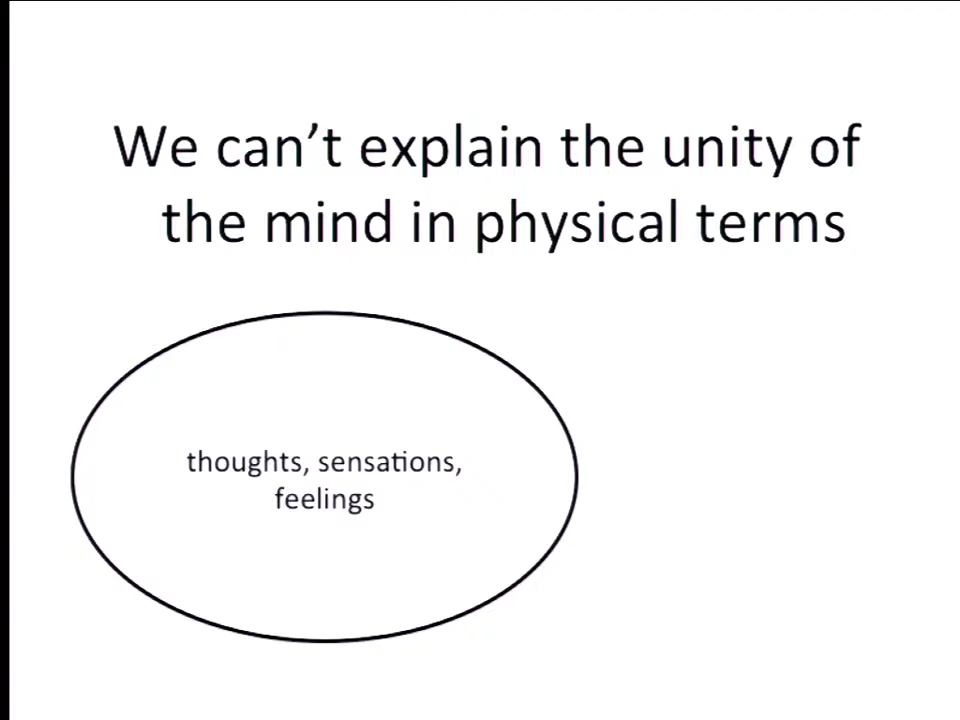 We can’t explain the unity of
the mind in physical terms
thoughts, sensations,
feelings